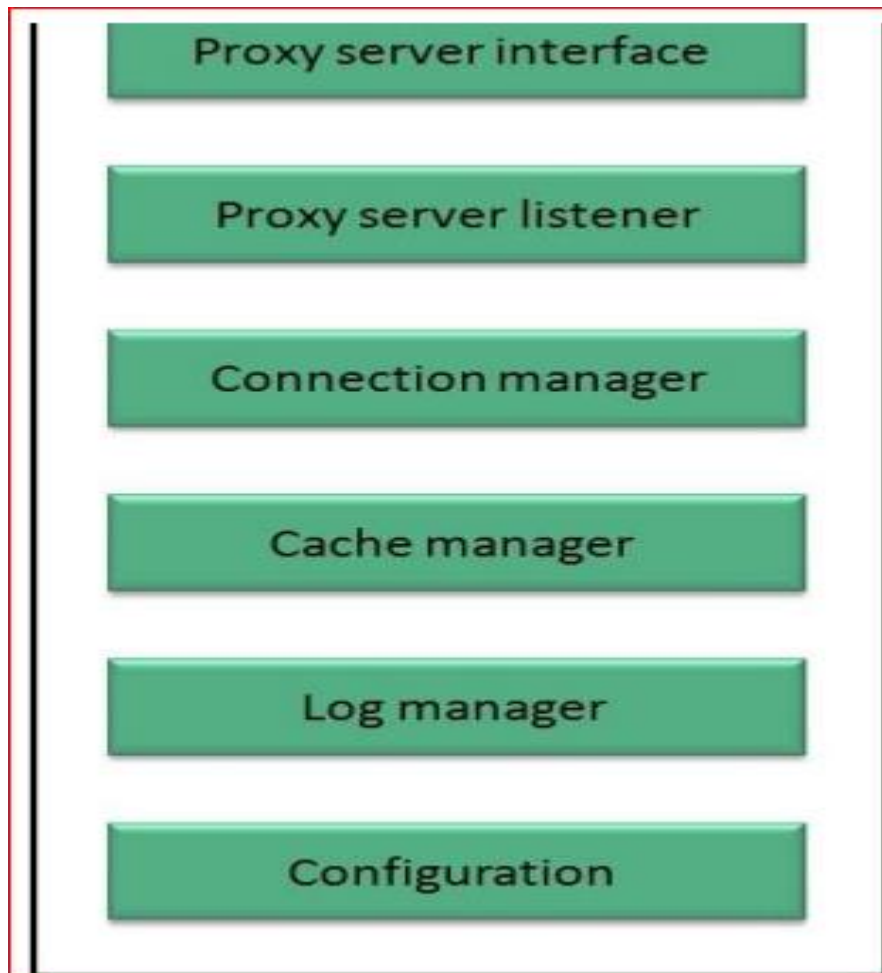 Proxy server interface
Proxy server listener
Connection manager
Cache manager
Log manager
Configuration